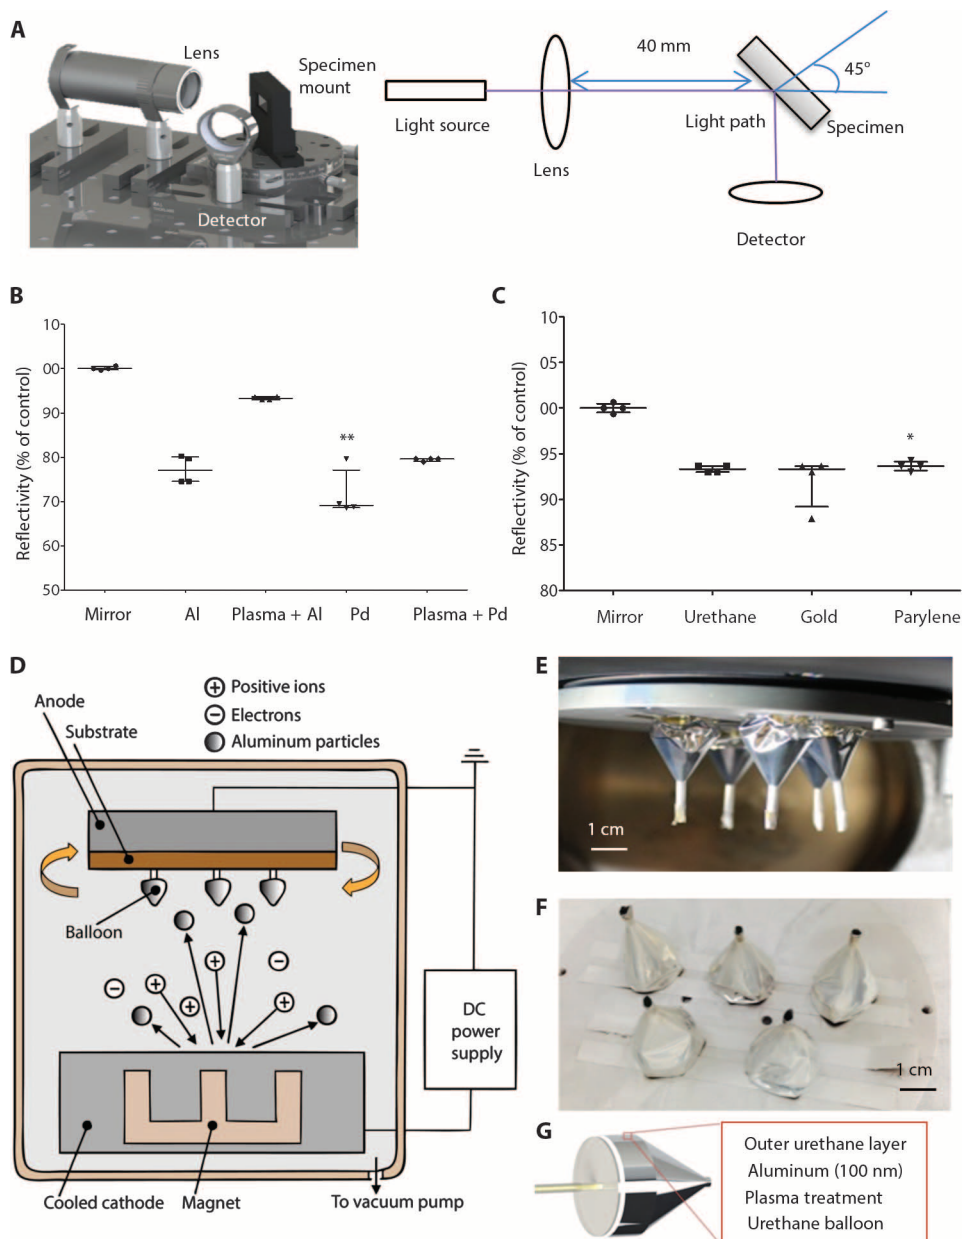 A
Lens
Specimen
mount
Detector
Light source
Lens
40 mm
Light path
45°
Specimen
Detector
B
Reflectivity (% of control)
10
00
90
80
70
60
50
**
Mirror
Al
Plasma + Al
Pd
Plasma + Pd
C
Reflectivity (% of control)
10
05
00
95
90
85
80
*
Mirror
Urethane
Gold
Parylene
D
Anode
Substrate
+ Positive ions
− Electrons
Aluminum particles
Balloon
− + + − + +
DC
power
supply
Cooled cathode
Magnet
To vacuum pump
E
1 cm
F
1 cm
G
Outer urethane layer
Aluminum (100 nm)
Plasma treatment
Urethane balloon